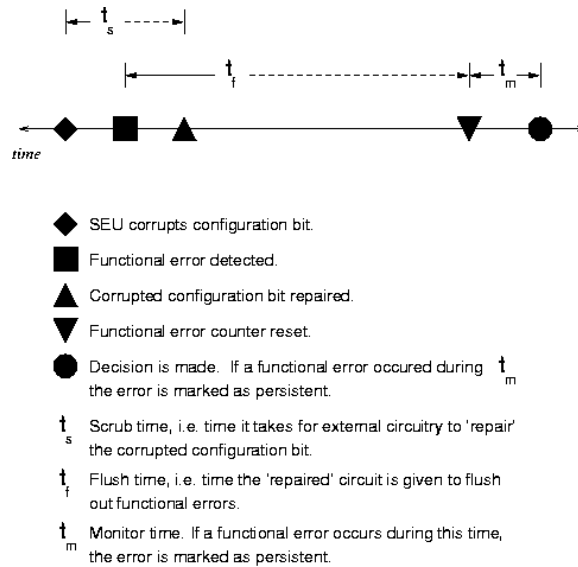 t s
t f
t m
time
SEU corrupts configuration bit.
Functional error detected.
Corrupted configuration bit repaired.
Functional error counter reset.
Decision is made. If a functional error occured during t m
the error is marked as persistent.
t s Scrub time, i.e. time it takes for external circuitry to 'repair'
the corrupted configuration bit.
t f Flush time, i.e. time the 'repaired' circuit is given to flush
out functional errors.
t m Monitor time. If a functional error occurs during this time,
the error is marked as persistent.